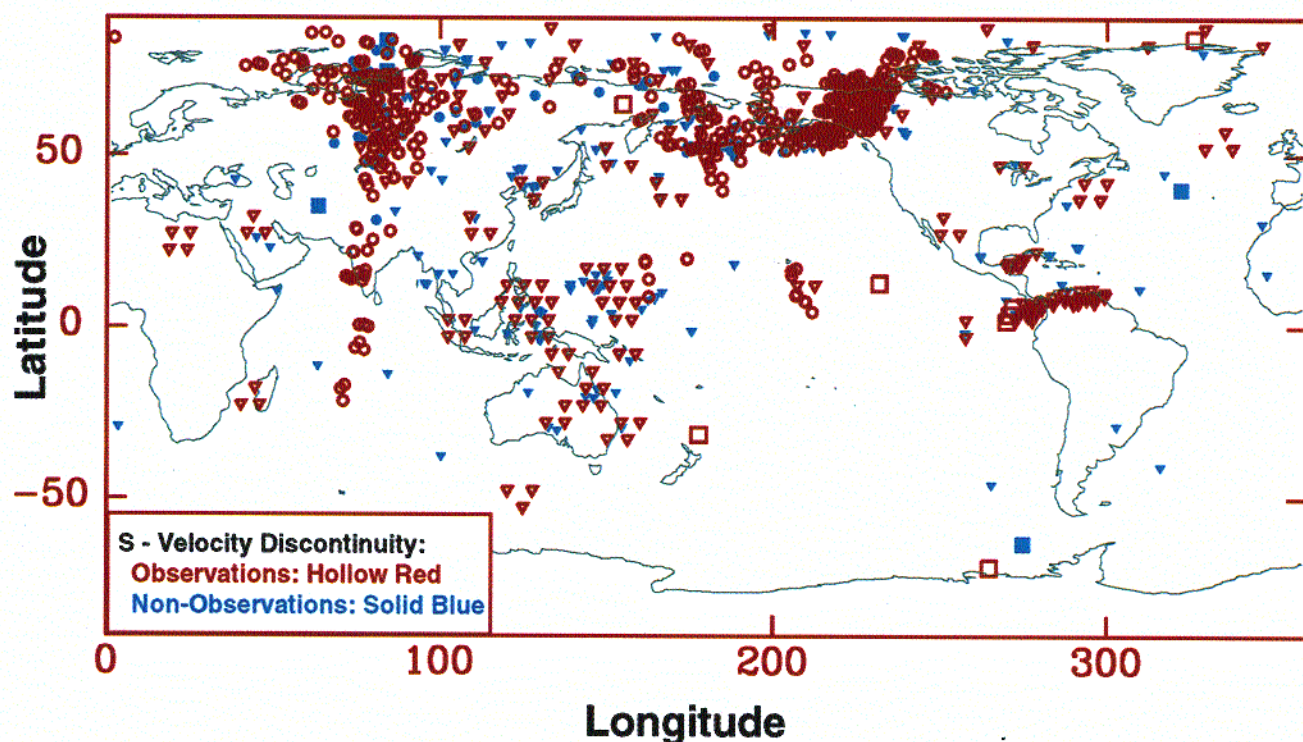 Latitude
50
0
−50
S - Velocity Discontinuity:
Observations: Hollow Red
Non-Observations: Solid Blue
0
100
200
300
Longitude